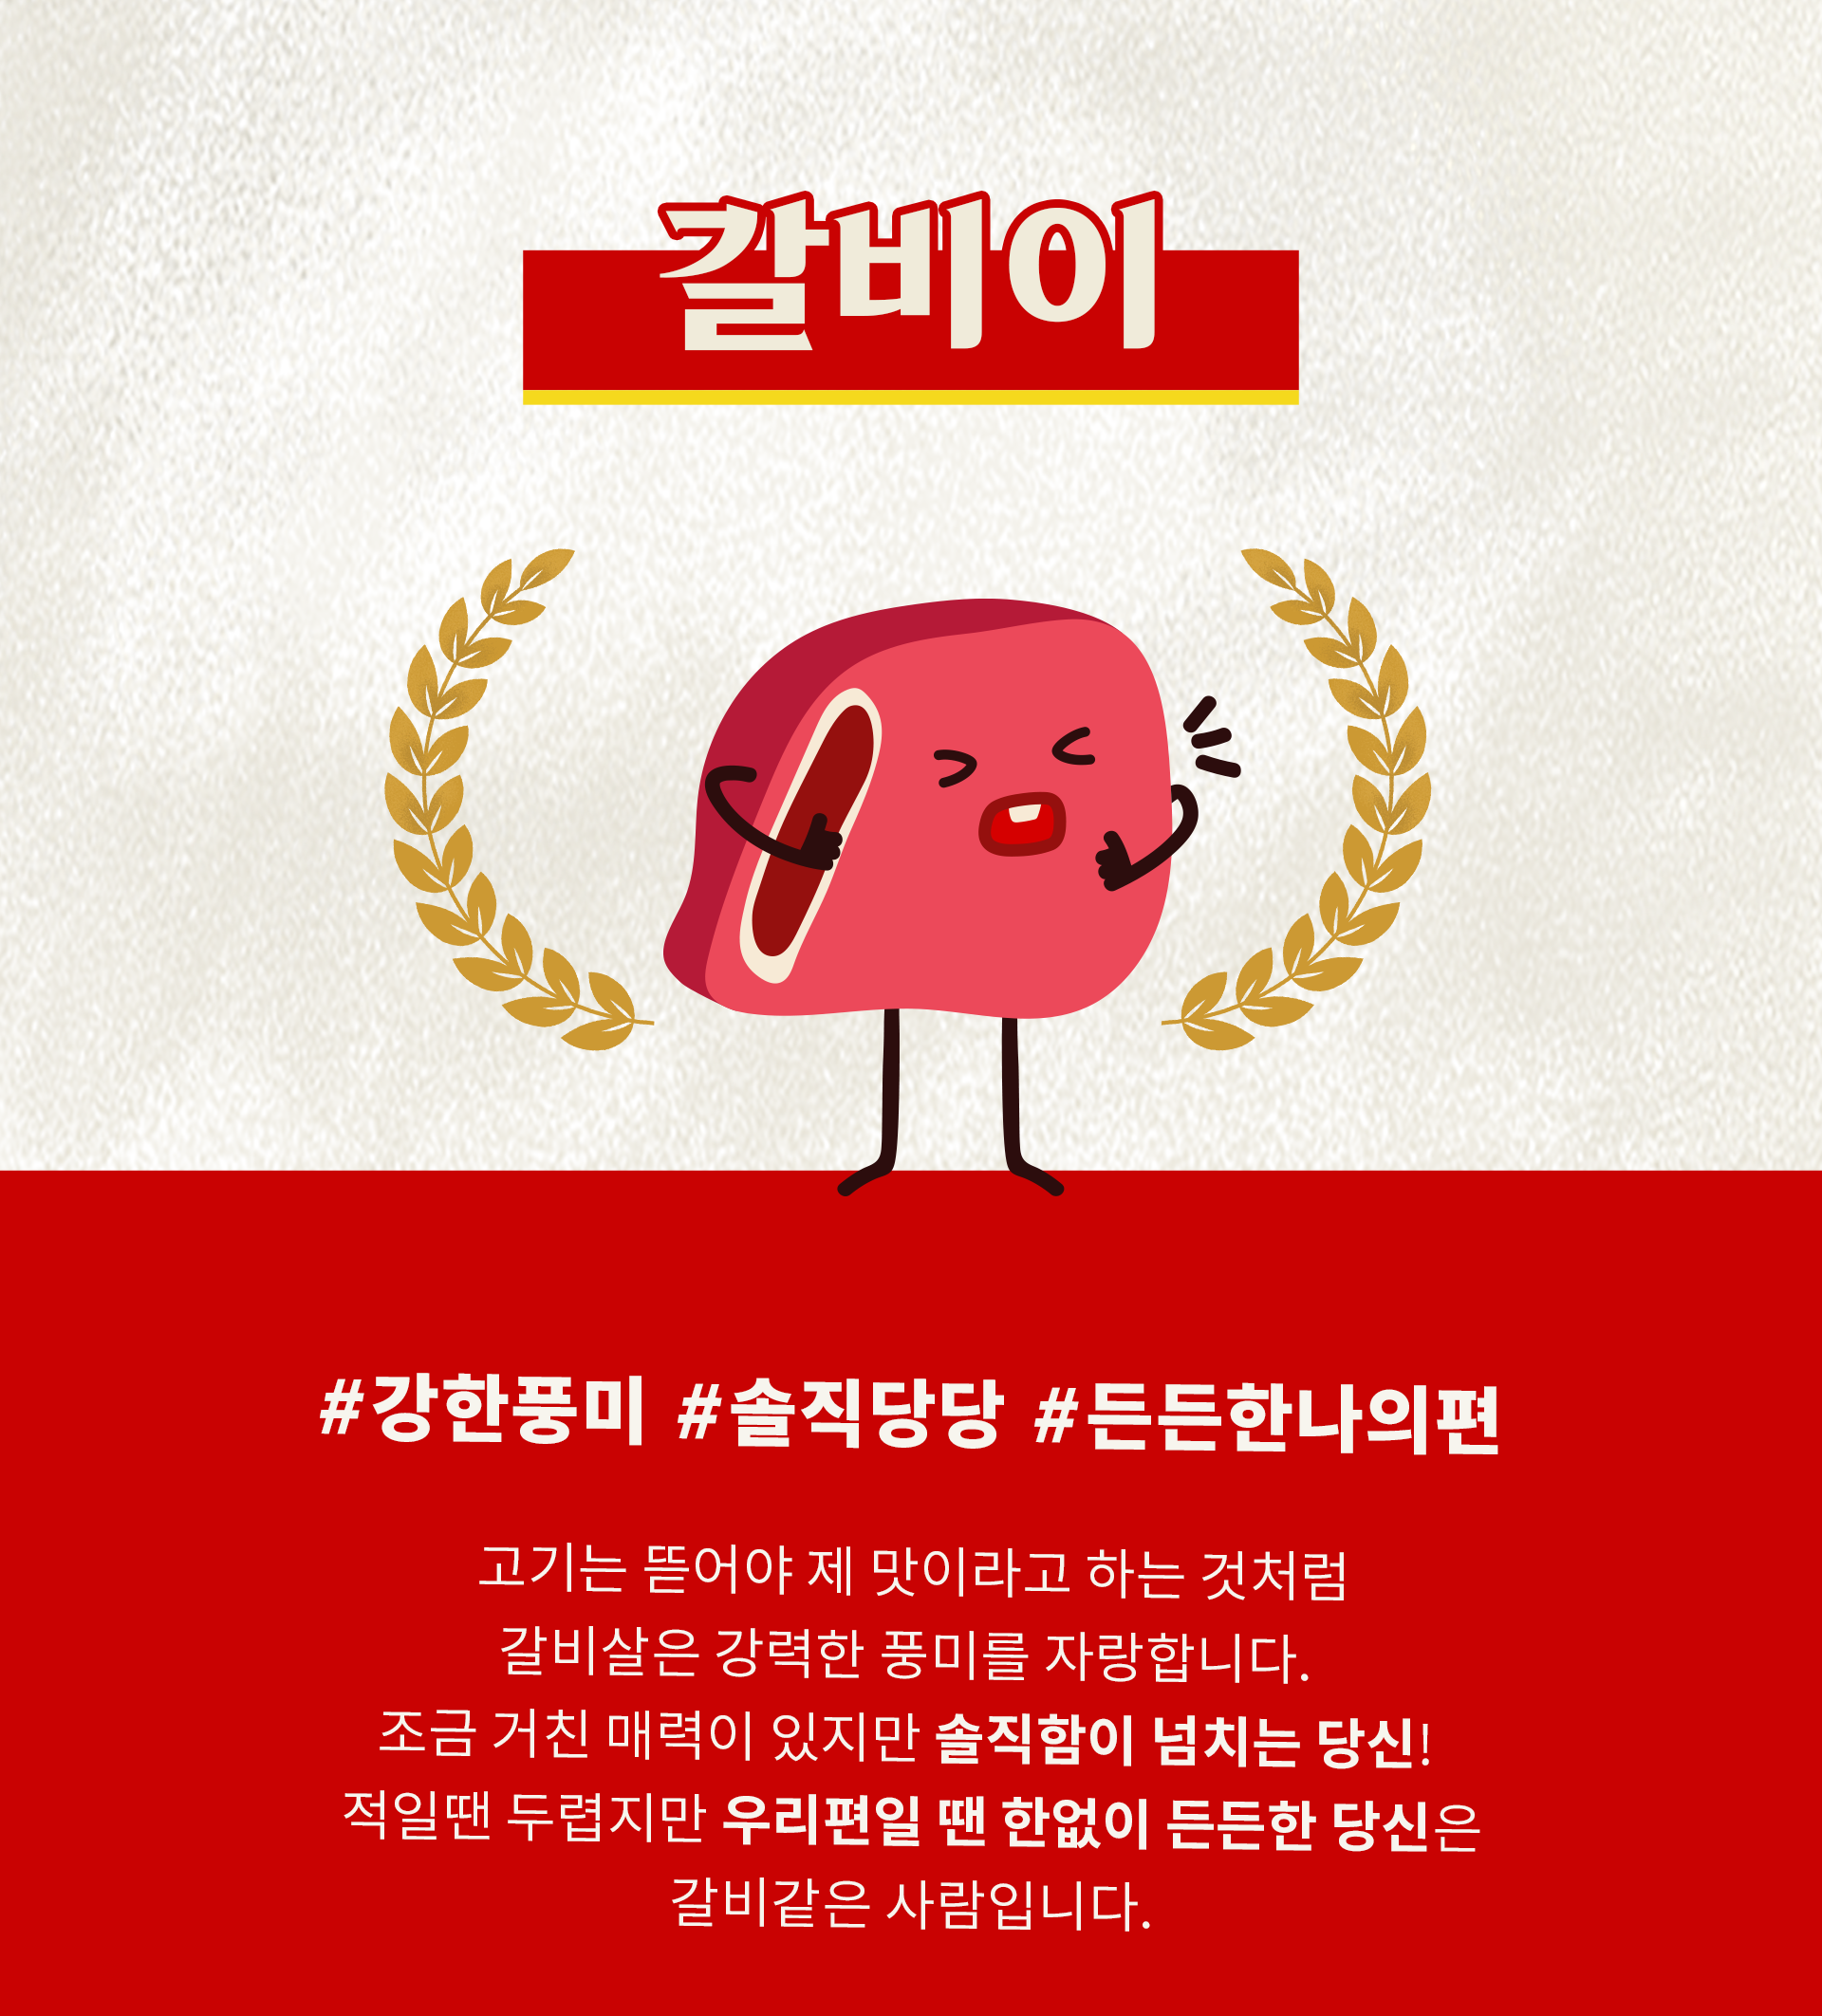 갈비이
#강한풍미 #솔직당당 #든든한나의편
고기는 뜯어야 제 맛이라고 하는 것처럼
갈비살은 강력한 풍미를 자랑합니다.
조금 거친 매력이 있지만 솔직함이 넘치는 당신!
적일땐 두렵지만 우리편일 땐 한없이 든든한 당신은
갈비같은 사람입니다.